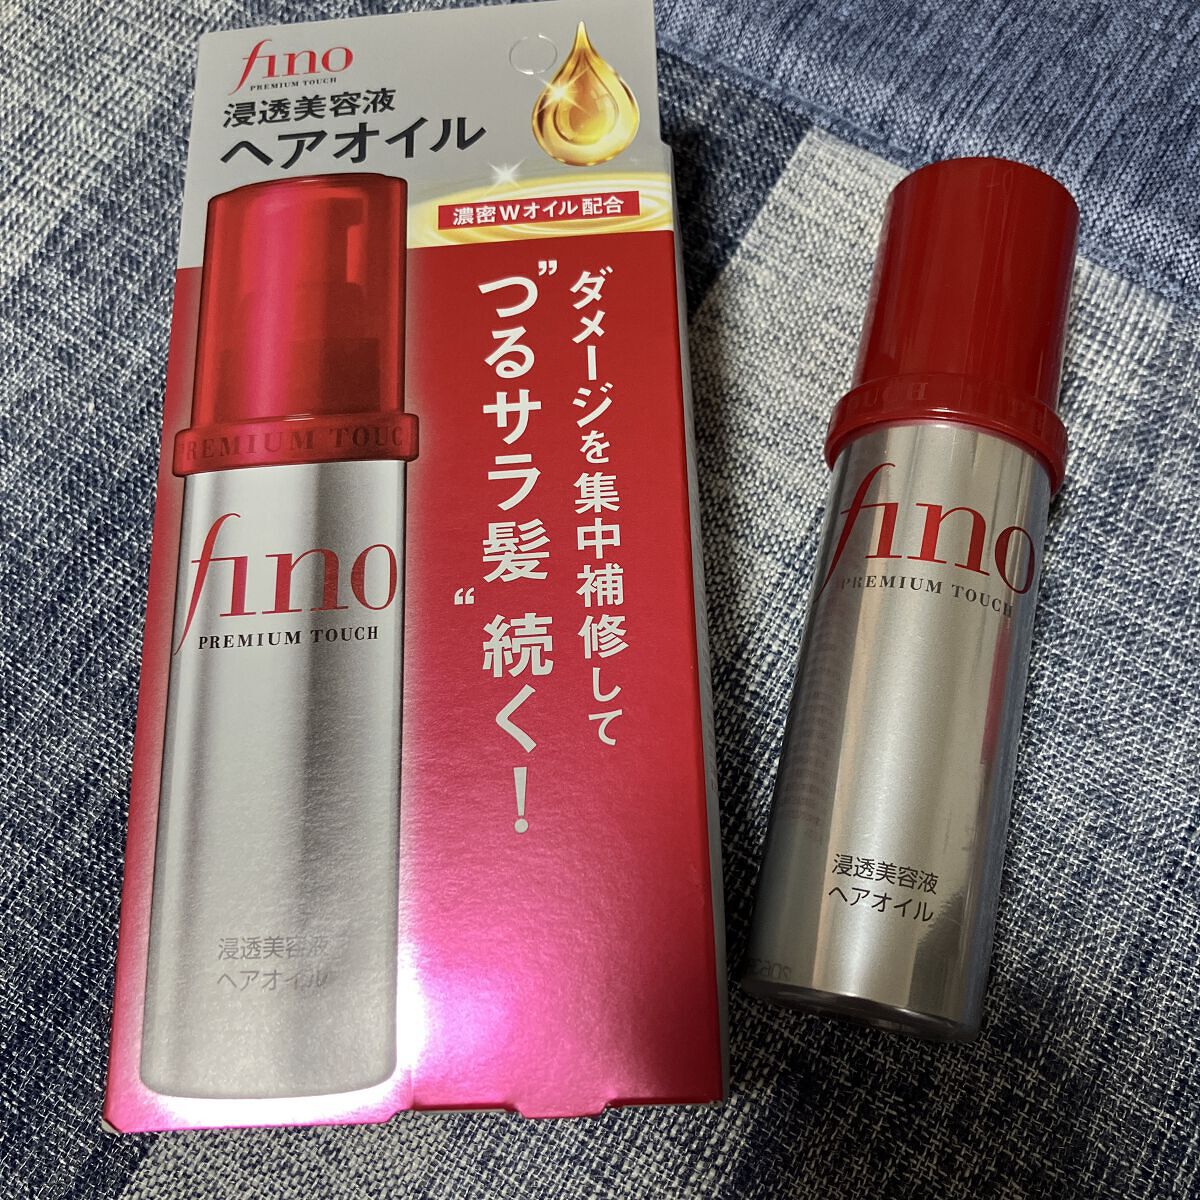 fino
PREMIUM TOUCH
浸透美容液
ヘアオイル
濃密Wオイル配合
ダメージを集中補修して
"つるサラ髪"続く！
PREMIUM TOUC
fino
PREMIUM TOUCH
浸透美容液
ヘアオイル
TOUCH
fino
PREMIUM TOUCH
浸透美容液
ヘアオイル